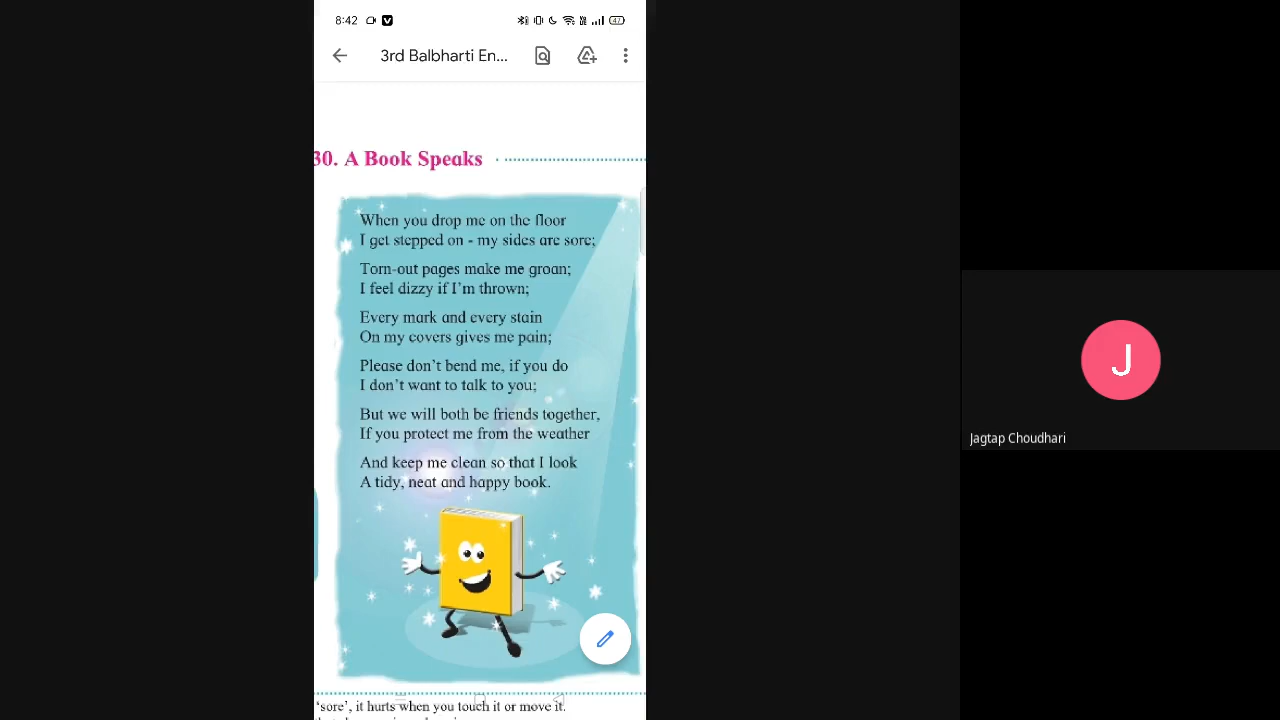 8:42
47
3rd Balbharti En...
30. A Book Speaks
When you drop me on the floor
I get stepped on - my sides are sore;
Torn-out pages make me groan;
I feel dizzy if I'm thrown;
Every mark and every stain
On my covers gives me pain;
Please don't bend me, if you do
I don't want to talk to you;
But we will both be friends together,
If you protect me from the weather
And keep me clean so that I look
A tidy, neat and happy book.
'sore', it hurts when you touch it or move it.
J
Jagtap Choudhari